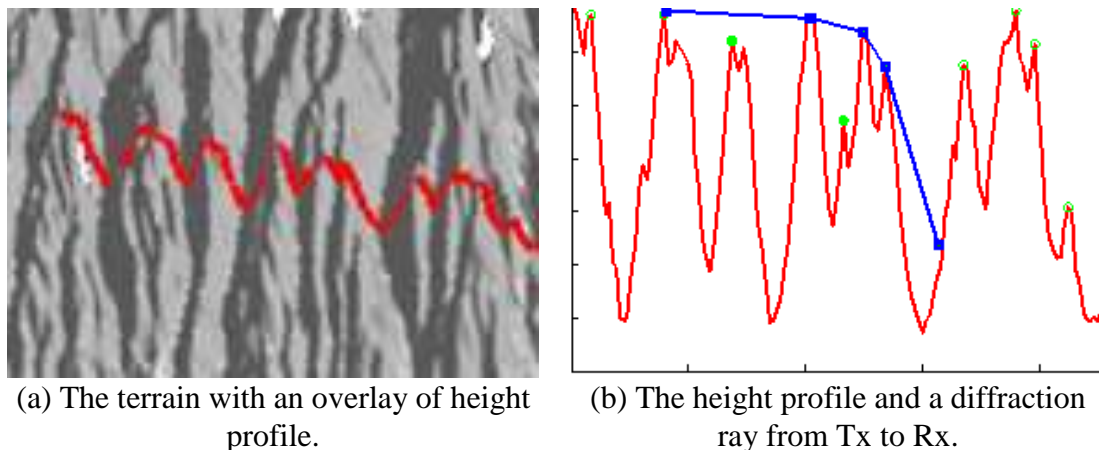 (a) The terrain with an overlay of height
profile.
(b) The height profile and a diffraction
ray from Tx to Rx.